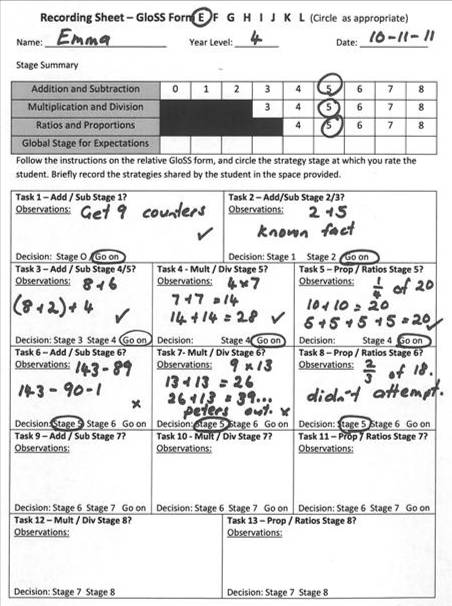 Recording Sheet – GloSS Form E F G H I J K L (Circle as appropriate)
Name: Emma Year Level: 4 Date: 10-11-11
Stage Summary
Addition and Subtraction 0 1 2 3 4 5 6 7 8
Multiplication and Division 3 4 5 6 7 8
Ratios and Proportions 4 5 6 7 8
Global Stage for Expectations
Follow the instructions on the relative GloSS form, and circle the strategy stage at which you rate the
student. Briefly record the strategies shared by the student in the space provided.
Task 1 – Add / Sub Stage 1?
Observations: Get 9 counters
✓
Decision: Stage 0 Go on
Task 2 – Add/Sub Stage 2/3?
Observations: 2+5
known fact
Decision: Stage 1 Stage 2 Go on
Task 3 – Add / Sub Stage 4/5?
Observations: 8+6
(8+2)+4 ✓
Decision: Stage 3 Stage 4 Go on
Task 4 - Mult / Div Stage 5?
Observations: 4x7
7+7=14
14+14=28 ✓
Decision: Stage 4 Go on
Task 5 – Prop / Ratios Stage 5?
Observations: 1/4 of 20
10+10=20
5+5+5+5=20 ✓
Decision: Stage 4 Go on
Task 6 – Add / Sub Stage 6?
Observations: 143-89
143-90-1
x
Decision: Stage 5 Stage 6 Go on
Task 7- Mult / Div Stage 6?
Observations: 9x13
13+13=26
26+13=39...
peters out. x
Decision: Stage 5 Stage 6 Go on
Task 8 – Prop / Ratios Stage 6?
Observations: 2/3 of 18.
didn't attempt.
Decision: Stage 5 Stage 6 Go on
Task 9 – Add / Sub Stage 7?
Observations:
Decision: Stage 6 Stage 7 Go on
Task 10 - Mult / Div Stage 7?
Observations:
Decision: Stage 6 Stage 7 Go on
Task 11 – Prop / Ratios Stage 7?
Observations:
Decision: Stage 6 Stage 7 Go on
Task 12 – Mult / Div Stage 8?
Observations:
Decision: Stage 7 Stage 8
Task 13 – Prop / Ratios Stage 8?
Observations:
Decision: Stage 7 Stage 8